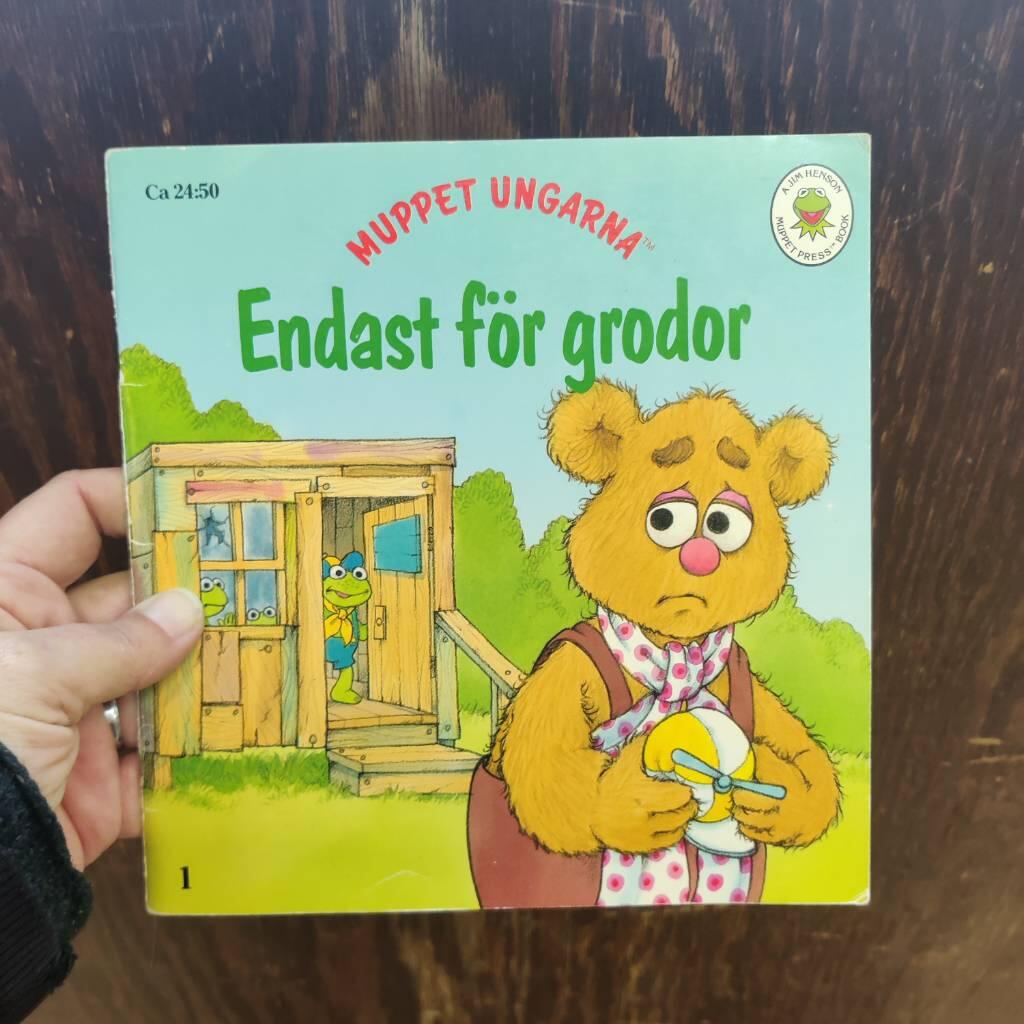 Ca 24:50
MUPPET UNGARNA™
A JIM HENSON
MUPPET PRESS™ BOOK
Endast för grodor
1